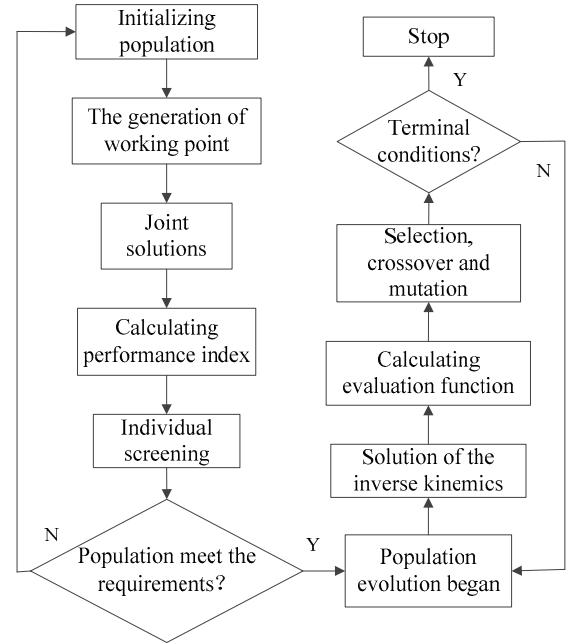 Initializing
population
The generation of
working point
Joint
solutions
Calculating
performance index
Individual
screening
N
Population meet the
requirements?
Y
Population
evolution began
Solution of the
inverse kinemics
Calculating
evaluation function
Selection,
crossover and
mutation
Terminal
conditions?
N
Y
Stop